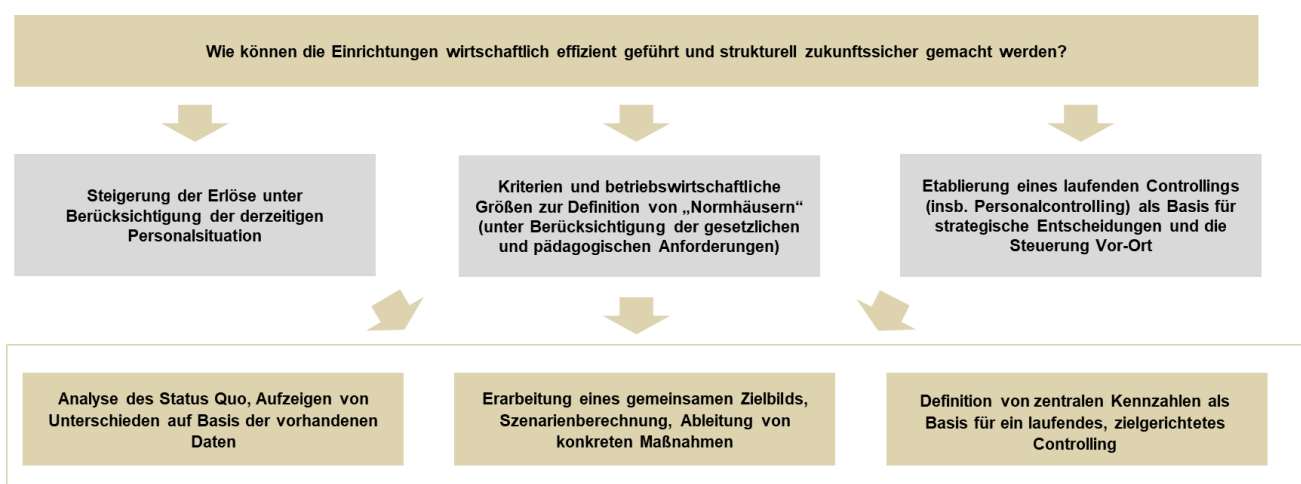 Wie können die Einrichtungen wirtschaftlich effizient geführt und strukturell zukunftssicher gemacht werden?
Steigerung der Erlöse unter
Berücksichtigung der derzeitigen
Personalsituation
Kriterien und betriebswirtschaftliche
Größen zur Definition von „Normhäusern“
(unter Berücksichtigung der gesetzlichen
und pädagogischen Anforderungen)
Etablierung eines laufenden Controllings
(insb. Personalcontrolling) als Basis für
strategische Entscheidungen und die
Steuerung Vor-Ort
Analyse des Status Quo, Aufzeigen von
Unterschieden auf Basis der vorhandenen
Daten
Erarbeitung eines gemeinsamen Zielbilds,
Szenarienberechnung, Ableitung von
konkreten Maßnahmen
Definition von zentralen Kennzahlen als
Basis für ein laufendes, zielgerichtetes
Controlling